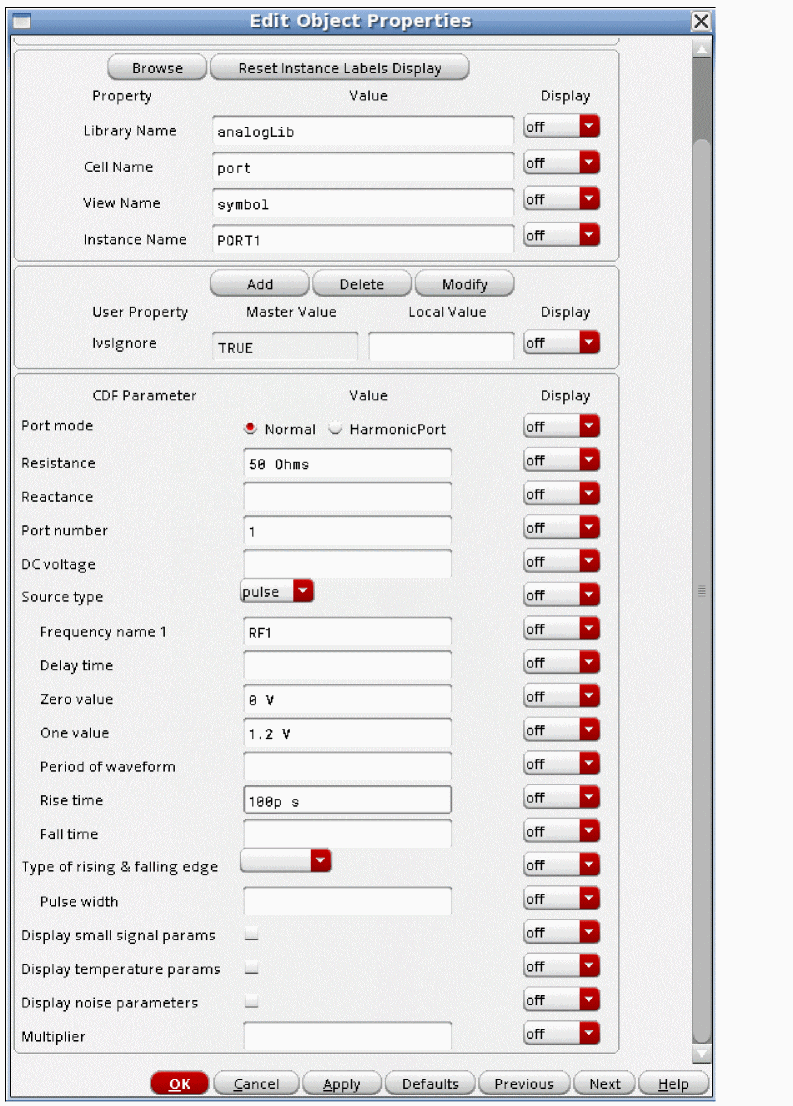 Edit Object Properties
Browse Reset Instance Labels Display
Property Value Display
Library Name analogLib off
Cell Name port off
View Name symbol off
Instance Name PORT1 off
Add Delete Modify
User Property Master Value Local Value Display
lvsIgnore TRUE off
CDF Parameter Value Display
Port mode Normal HarmonicPort off
Resistance 50 Ohms off
Reactance off
Port number 1 off
DC voltage off
Source type pulse off
Frequency name 1 RF1 off
Delay time off
Zero value 0 V off
One value 1.2 V off
Period of waveform off
Rise time 100p s off
Fall time off
Type of rising & falling edge
Pulse width off
Display small signal params off
Display temperature params off
Display noise parameters off
Multiplier off
OK Cancel Apply Defaults Previous Next Help